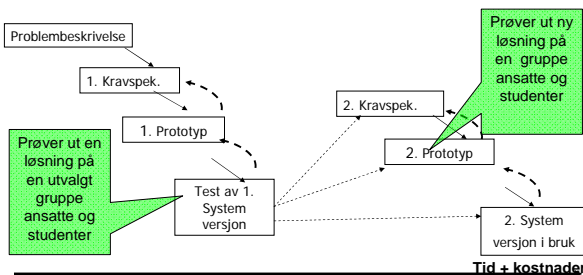 Problembeskrivelse
1. Kravspek.
1. Prototyp
Prøver ut en
løsning på
en utvalgt
gruppe
ansatte og
studenter
Test av 1.
System
versjon
Prøver ut ny
løsning på
en gruppe
ansatte og
studenter
2. Kravspek.
2. Prototyp
2. System
versjon i bruk
Tid + kostnader